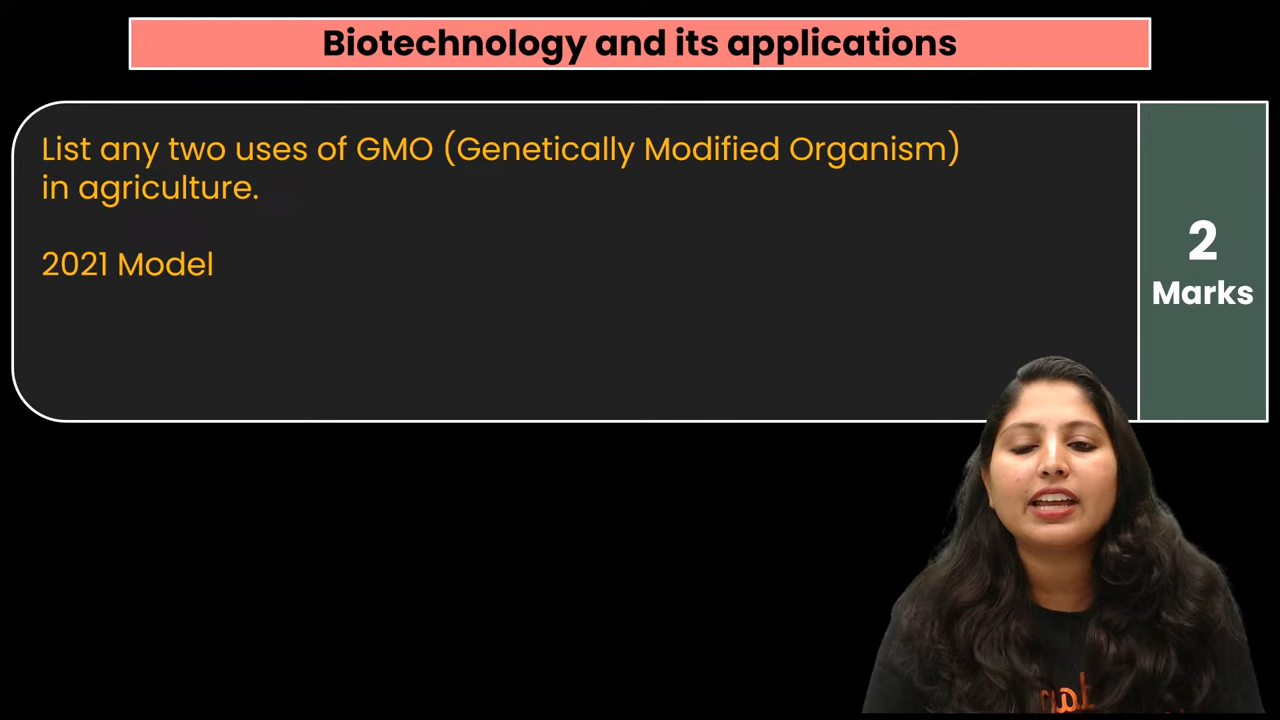 Biotechnology and its applications
List any two uses of GMO (Genetically Modified Organism)
in agriculture.
2021 Model
2
Marks